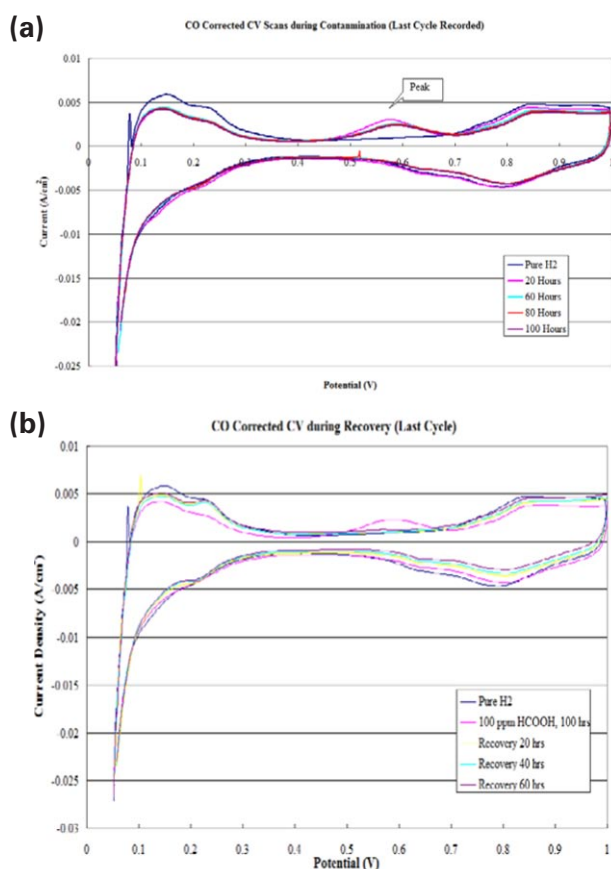 (a)
CO Corrected CV Scans during Contanmination (Last Cycle Recorded)
0.01
0.005
0
-0.005
-0.01
-0.015
-0.02
-0.025
Current (A/cm²)
0
0.1
0.2
0.3
0.4
0.5
0.6
0.7
0.8
0.9
1
Peak
Pure H2
20 Hours
60 Hours
80 Hours
100 Hours
Potential (V)
(b)
CO Corrected CV during Recovery (Last Cycle)
0.01
0.005
0
-0.005
-0.01
-0.015
-0.02
-0.025
-0.03
Current Density (A/cm²)
Pure H2
100 ppm HCOOH, 100 hrs
Recovery 20 hrs
Recovery 40 hrs
Recovery 60 hrs
0
0.1
0.2
0.3
0.4
0.5
0.6
0.7
0.8
0.9
1
Potential (V)